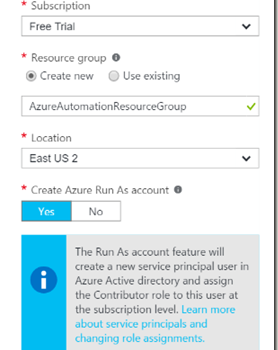 * Subscription
Free Trial
* Resource group
Create new Use existing
AzureAutomationResourceGroup
* Location
East US 2
* Create Azure Run As account
Yes No
The Run As account feature will
create a new service principal user in
Azure Active directory and assign
the Contributor role to this user at
the subscription level. Learn more
about service principals and
changing role assignments.